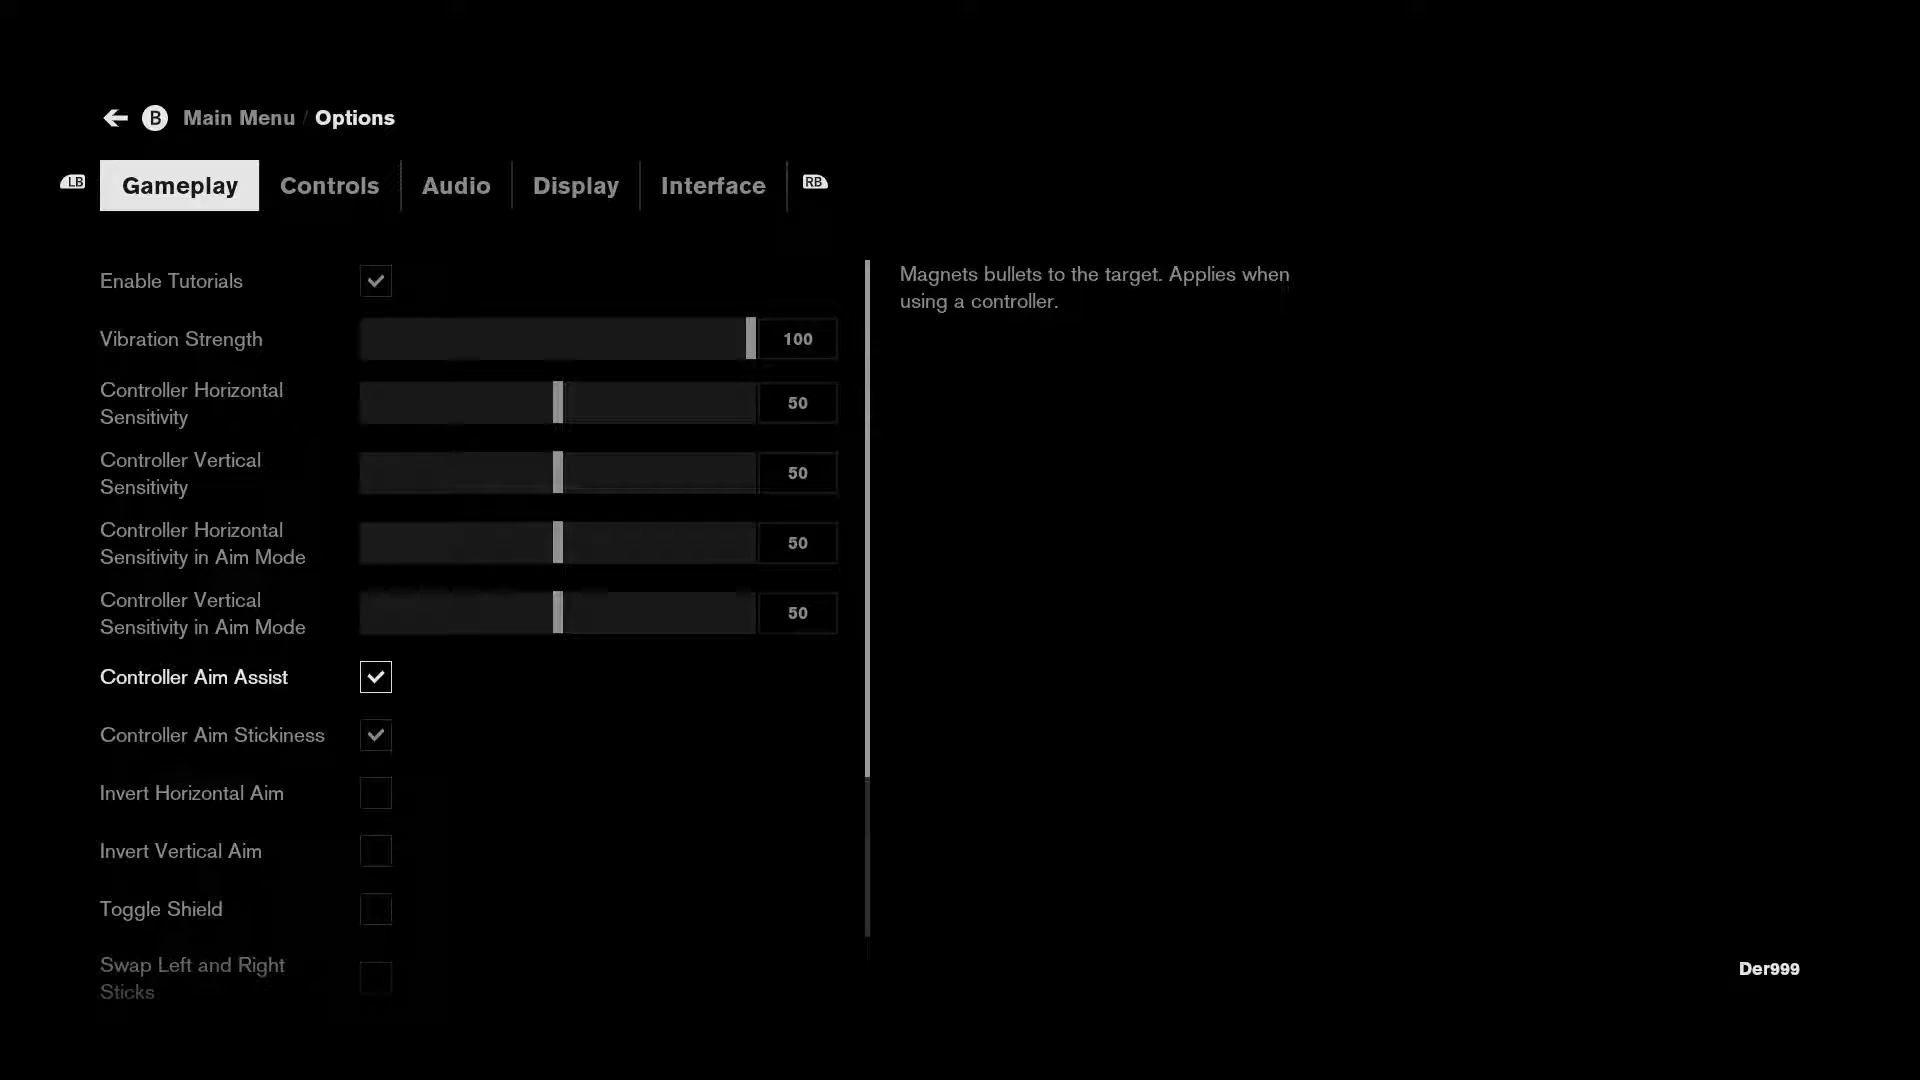 B Main Menu / Options
LB Gameplay Controls Audio Display Interface RB
Enable Tutorials
Vibration Strength 100
Controller Horizontal
Sensitivity
50
Controller Vertical
Sensitivity
50
Controller Horizontal
Sensitivity in Aim Mode
50
Controller Vertical
Sensitivity in Aim Mode
50
Controller Aim Assist
Controller Aim Stickiness
Invert Horizontal Aim
Invert Vertical Aim
Toggle Shield
Swap Left and Right
Sticks
Magnets bullets to the target. Applies when
using a controller.
Der999